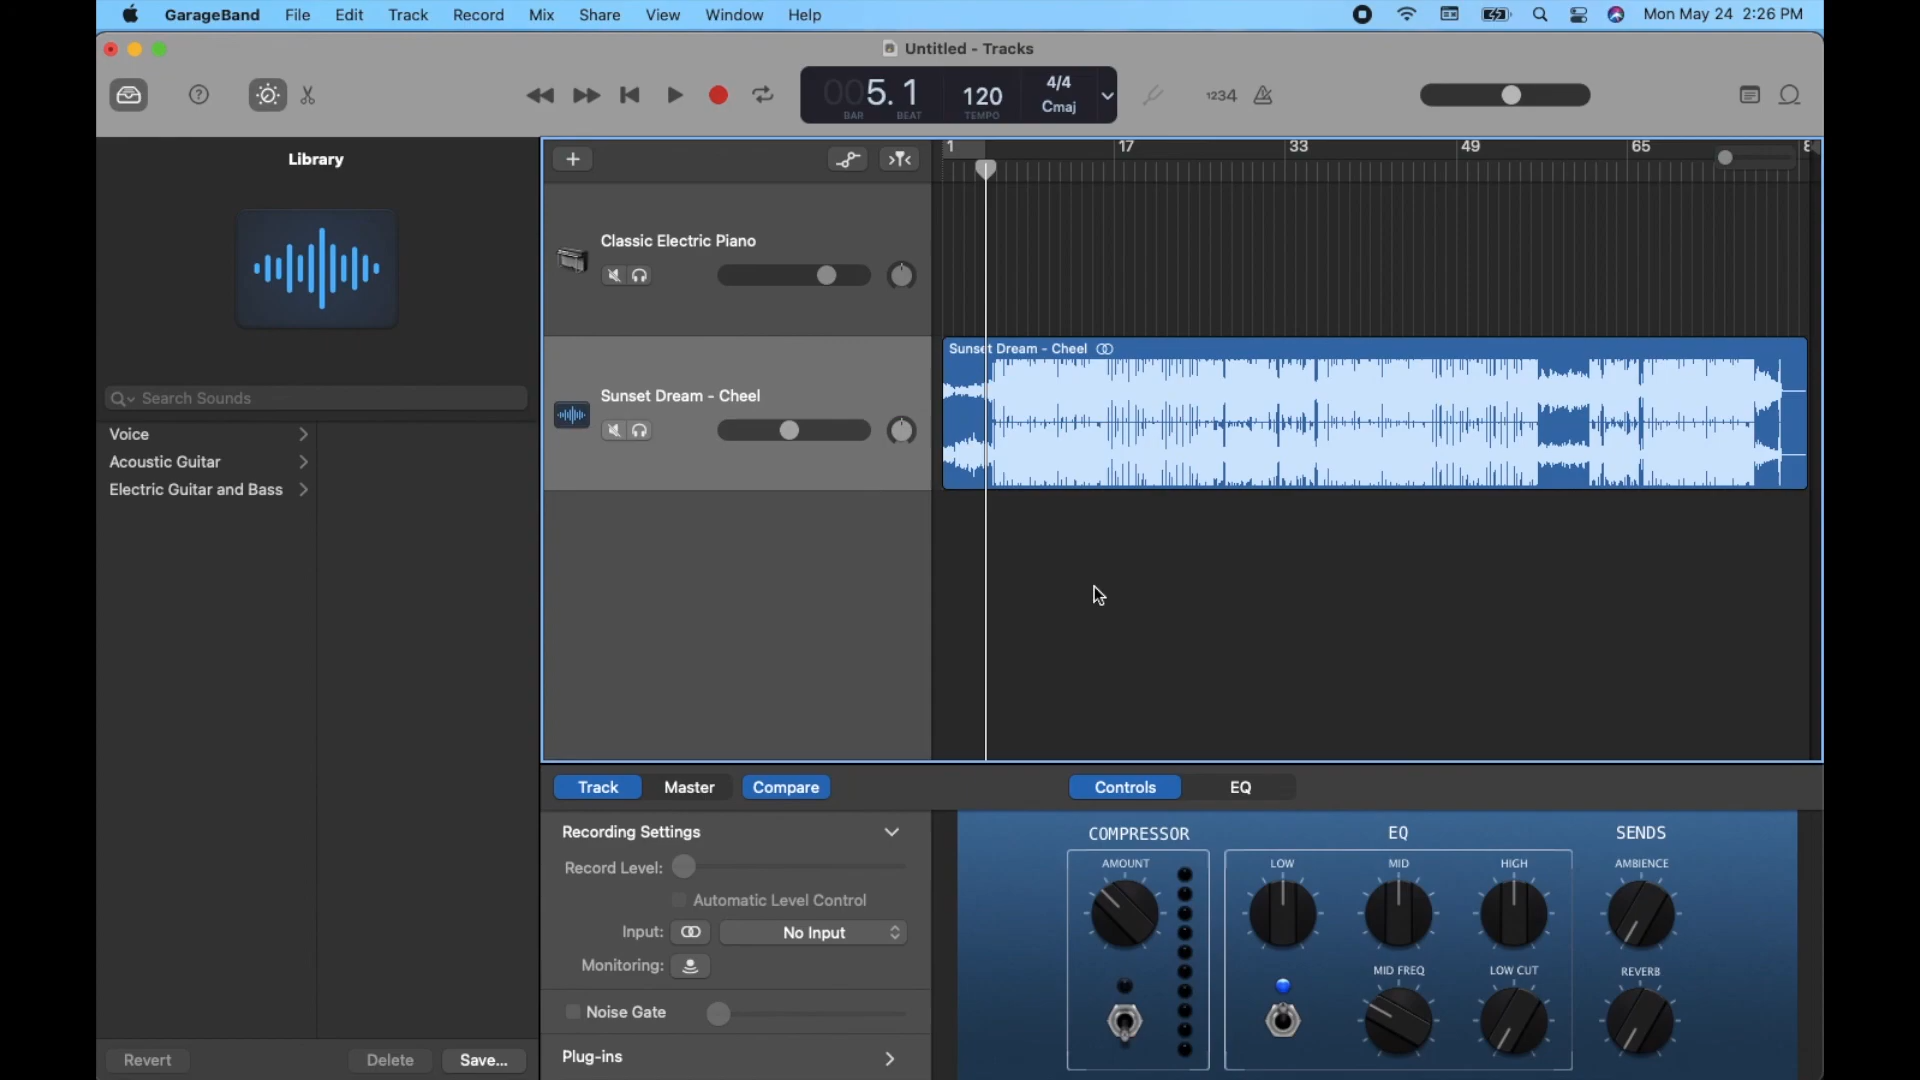 GarageBand File Edit Track Record Mix Share View Window Help Mon May 24 2:26 PM
Untitled - Tracks
005.1 120 4/4
Cmaj
BAR BEAT TEMPO
1234
Library
1 17 33 49 65
Classic Electric Piano
Sunset Dream - Cheel
Sunset Dream - Cheel
Search Sounds
Voice
Acoustic Guitar
Electric Guitar and Bass
Track Master Compare Controls EQ
Recording Settings
Record Level:
Automatic Level Control
Input: No Input
Monitoring:
Noise Gate
Plug-ins
COMPRESSOR EQ SENDS
AMOUNT LOW MID HIGH AMBIENCE
MID FREQ LOW CUT REVERB
Revert Delete Save...